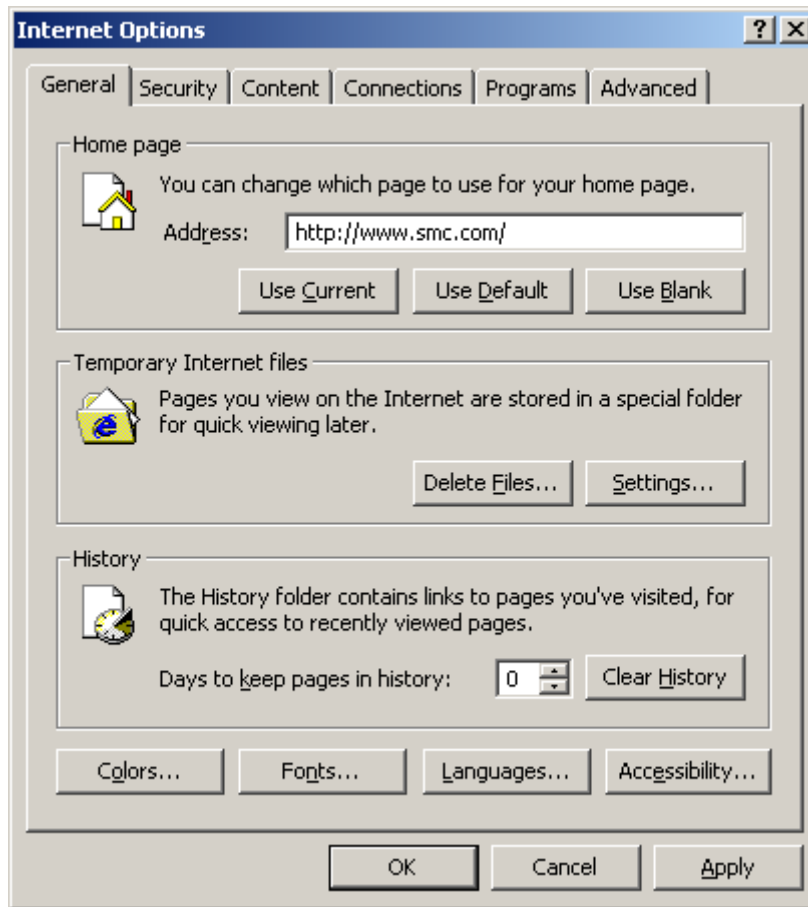 Internet Options
General Security Content Connections Programs Advanced
Home page
You can change which page to use for your home page.
Address: http://www.smc.com/
Use Current Use Default Use Blank
Temporary Internet files
Pages you view on the Internet are stored in a special folder
for quick viewing later.
Delete Files... Settings...
History
The History folder contains links to pages you've visited, for
quick access to recently viewed pages.
Days to keep pages in history: 0 Clear History
Colors... Fonts... Languages... Accessibility...
OK Cancel Apply